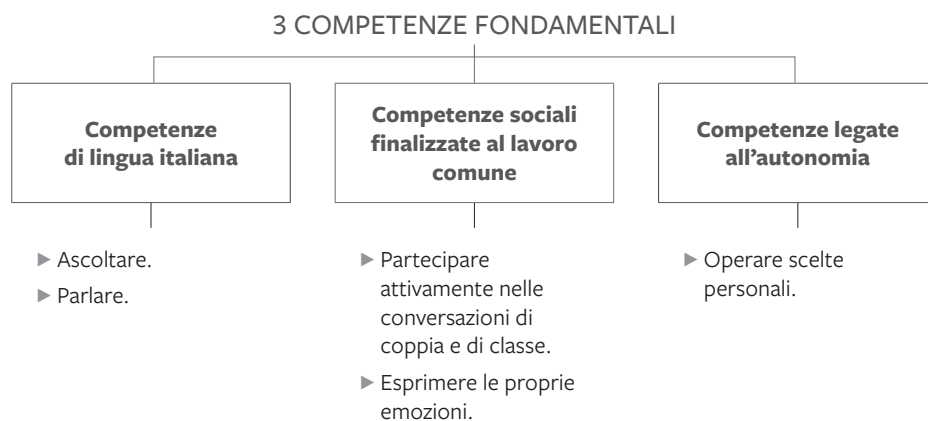 3 COMPETENZE FONDAMENTALI
Competenze
di lingua italiana
Competenze sociali
finalizzate al lavoro
comune
Competenze legate
all’autonomia
▶ Ascoltare.
▶ Parlare.
▶ Partecipare
attivamente nelle
conversazioni di
coppia e di classe.
▶ Esprimere le proprie
emozioni.
▶ Operare scelte
personali.